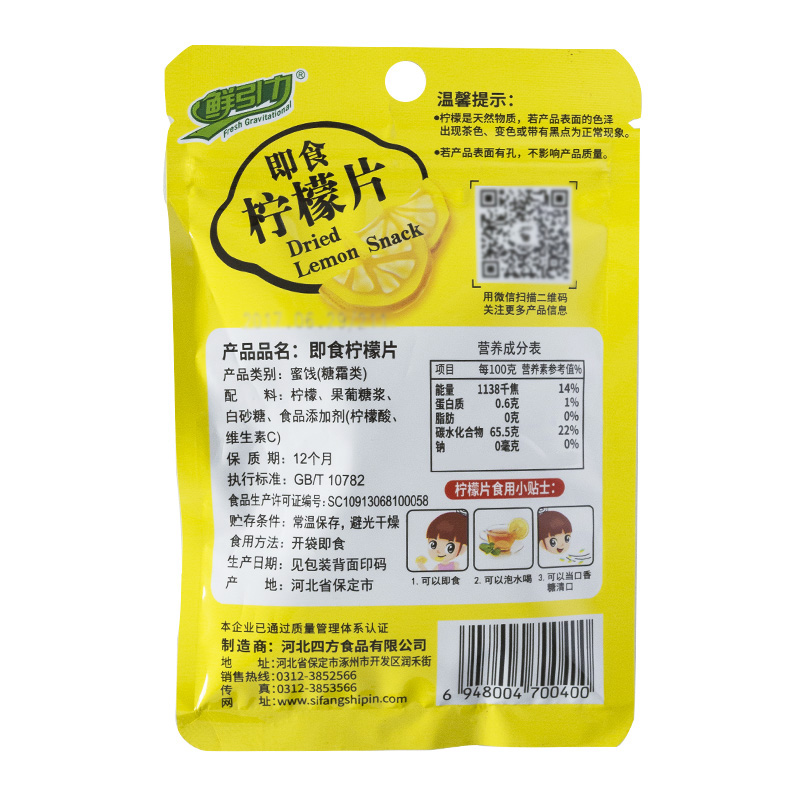 鲜引力®
Fresh Gravitational
即食
柠檬片
Dried
Lemon Snack
温馨提示：
•柠檬是天然物质，若产品表面的色泽
出现茶色、变色或带有黑点为正常现象。
•若产品表面有孔，不影响产品质量。
用微信扫描二维码
关注更多产品信息
产品品名：即食柠檬片
产品类别：蜜饯(糖霜类)
配 料：柠檬、果葡糖浆、
白砂糖、食品添加剂(柠檬酸、
维生素C)
保 质 期：12个月
执行标准：GB/T 10782
食品生产许可证编号：SC10913068100058
贮存条件：常温保存，避光干燥
食用方法：开袋即食
生产日期：见包装背面印码
产 地：河北省保定市
营养成分表
项目 每100克 营养素参考值%
能量 1138千焦 14%
蛋白质 0.6克 1%
脂肪 0克 0%
碳水化合物 65.5克 22%
钠 0毫克 0%
柠檬片食用小贴士：
1. 可以即食
2. 可以泡水喝
3. 可以当口香
糖清口
本企业已通过质量管理体系认证
制造商：河北四方食品有限公司
地 址：河北省保定市涿州市开发区润禾街
销售热线：0312-3852566
传 真：0312-3853566
网 址：www.sifangshipin.com
6 948004 700400